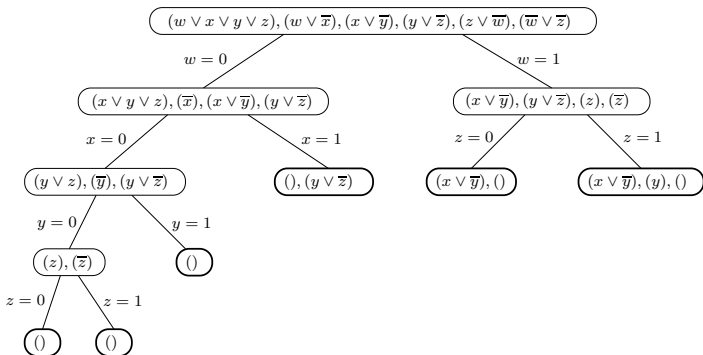 (w ∨ x ∨ y ∨ z), (w ∨ x̅), (x ∨ y̅), (y ∨ z̅), (z ∨ w̅), (w̅ ∨ z̅)
w = 0 w = 1
(x ∨ y ∨ z), (x̅), (x ∨ y̅), (y ∨ z̅) (x ∨ y̅), (y ∨ z̅), (z), (z̅)
x = 0 x = 1 z = 0 z = 1
(y ∨ z), (y̅), (y ∨ z̅) (), (y ∨ z̅) (x ∨ y̅), () (x ∨ y̅), (y), ()
y = 0 y = 1
(z), (z̅) ()
z = 0 z = 1
() ()